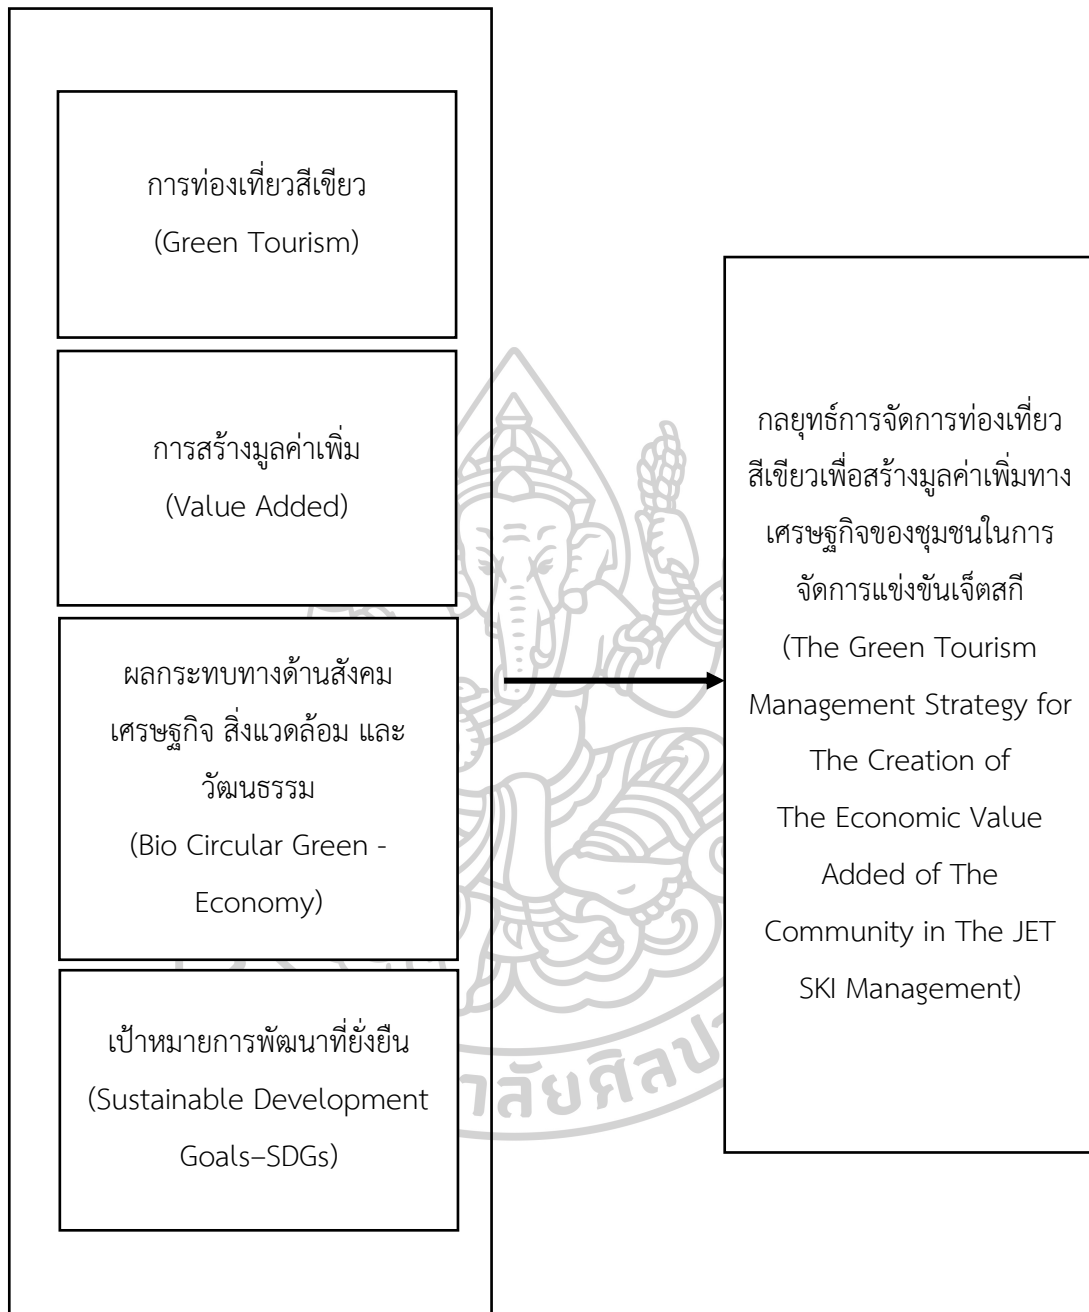 การท่องเที่ยวสีเขียว
(Green Tourism)
การสร้างมูลค่าเพิ่ม
(Value Added)
ผลกระทบทางด้านสังคม
เศรษฐกิจ สิ่งแวดล้อม และ
วัฒนธรรม
(Bio Circular Green -
Economy)
เป้าหมายการพัฒนาที่ยั่งยืน
(Sustainable Development
Goals–SDGs)
กลยุทธ์การจัดการท่องเที่ยว
สีเขียวเพื่อสร้างมูลค่าเพิ่มทาง
เศรษฐกิจของชุมชนในการ
จัดการแข่งขันเจ็ตสกี
(The Green Tourism
Management Strategy for
The Creation of
The Economic Value
Added of The
Community in The JET
SKI Management)